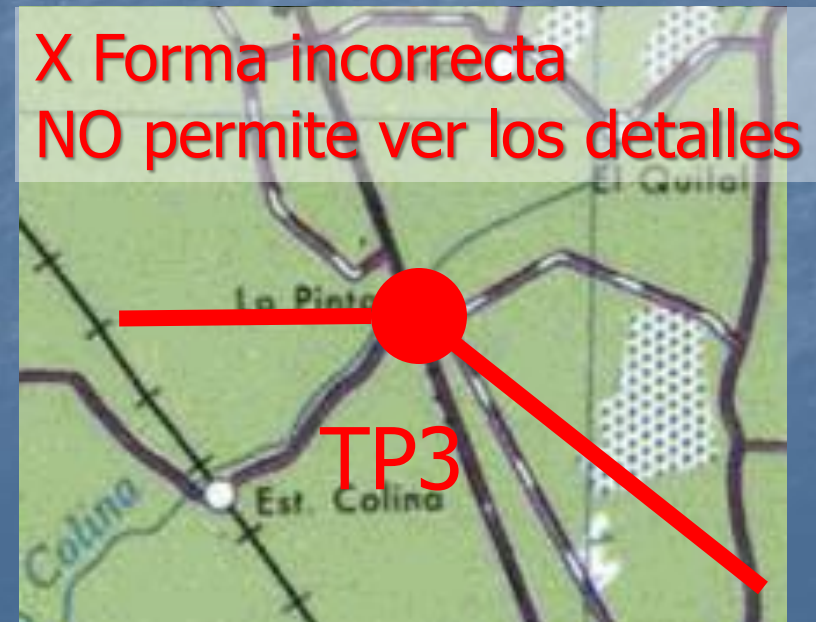 X Forma incorrecta
NO permite ver los detalles
El Quilal
La Pinta
TP3
Est. Colina
Colina